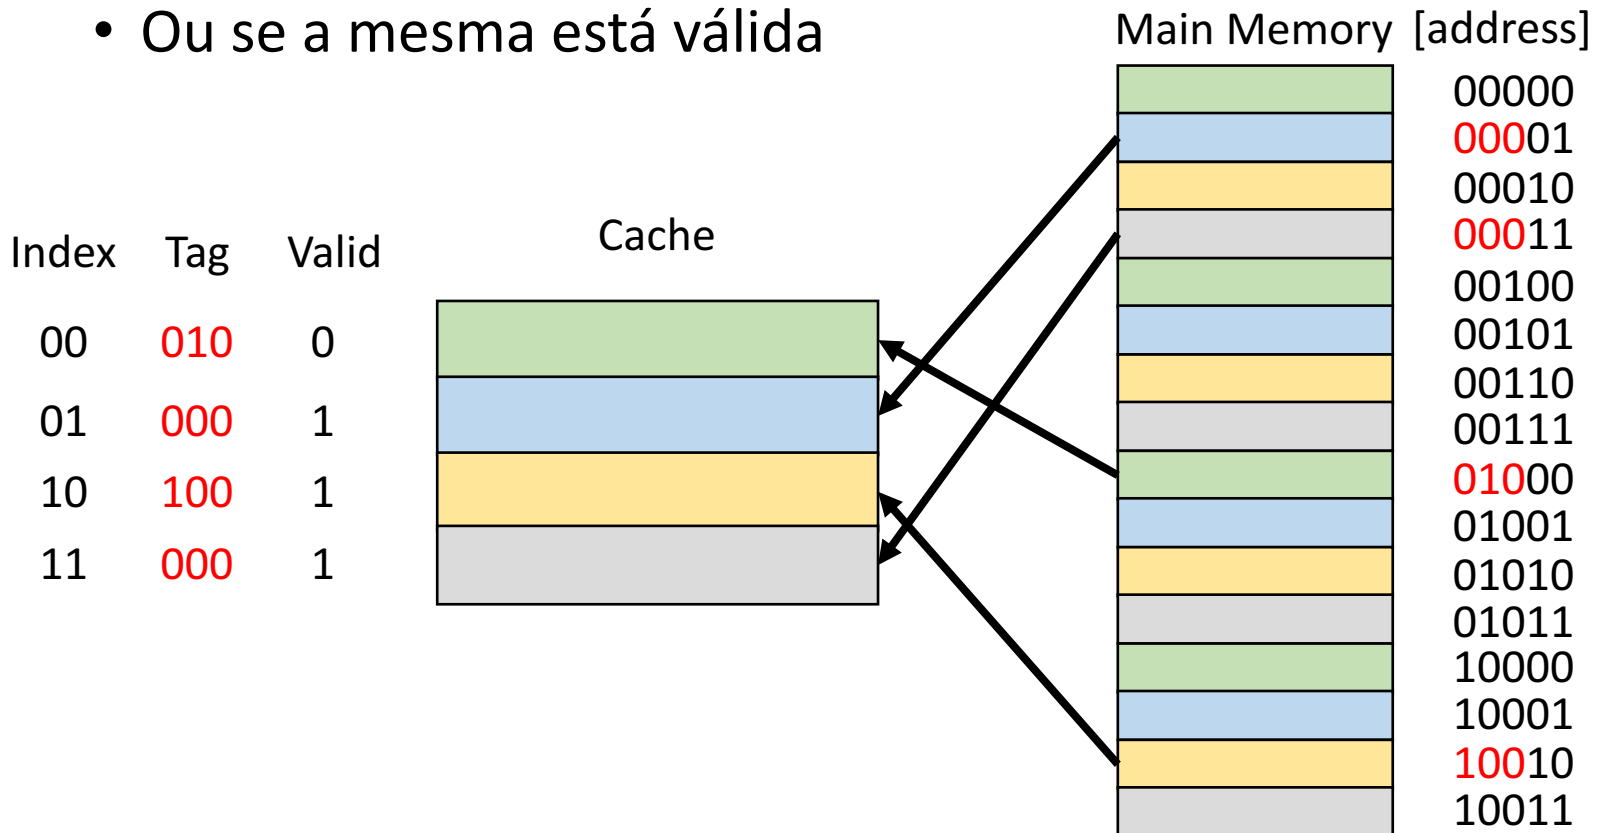 • Ou se a mesma está válida
Main Memory [address]
00000
00001
00010
00011
00100
00101
00110
00111
01000
01001
01010
01011
10000
10001
10010
10011
Cache
Index Tag Valid
00 010 0
01 000 1
10 100 1
11 000 1